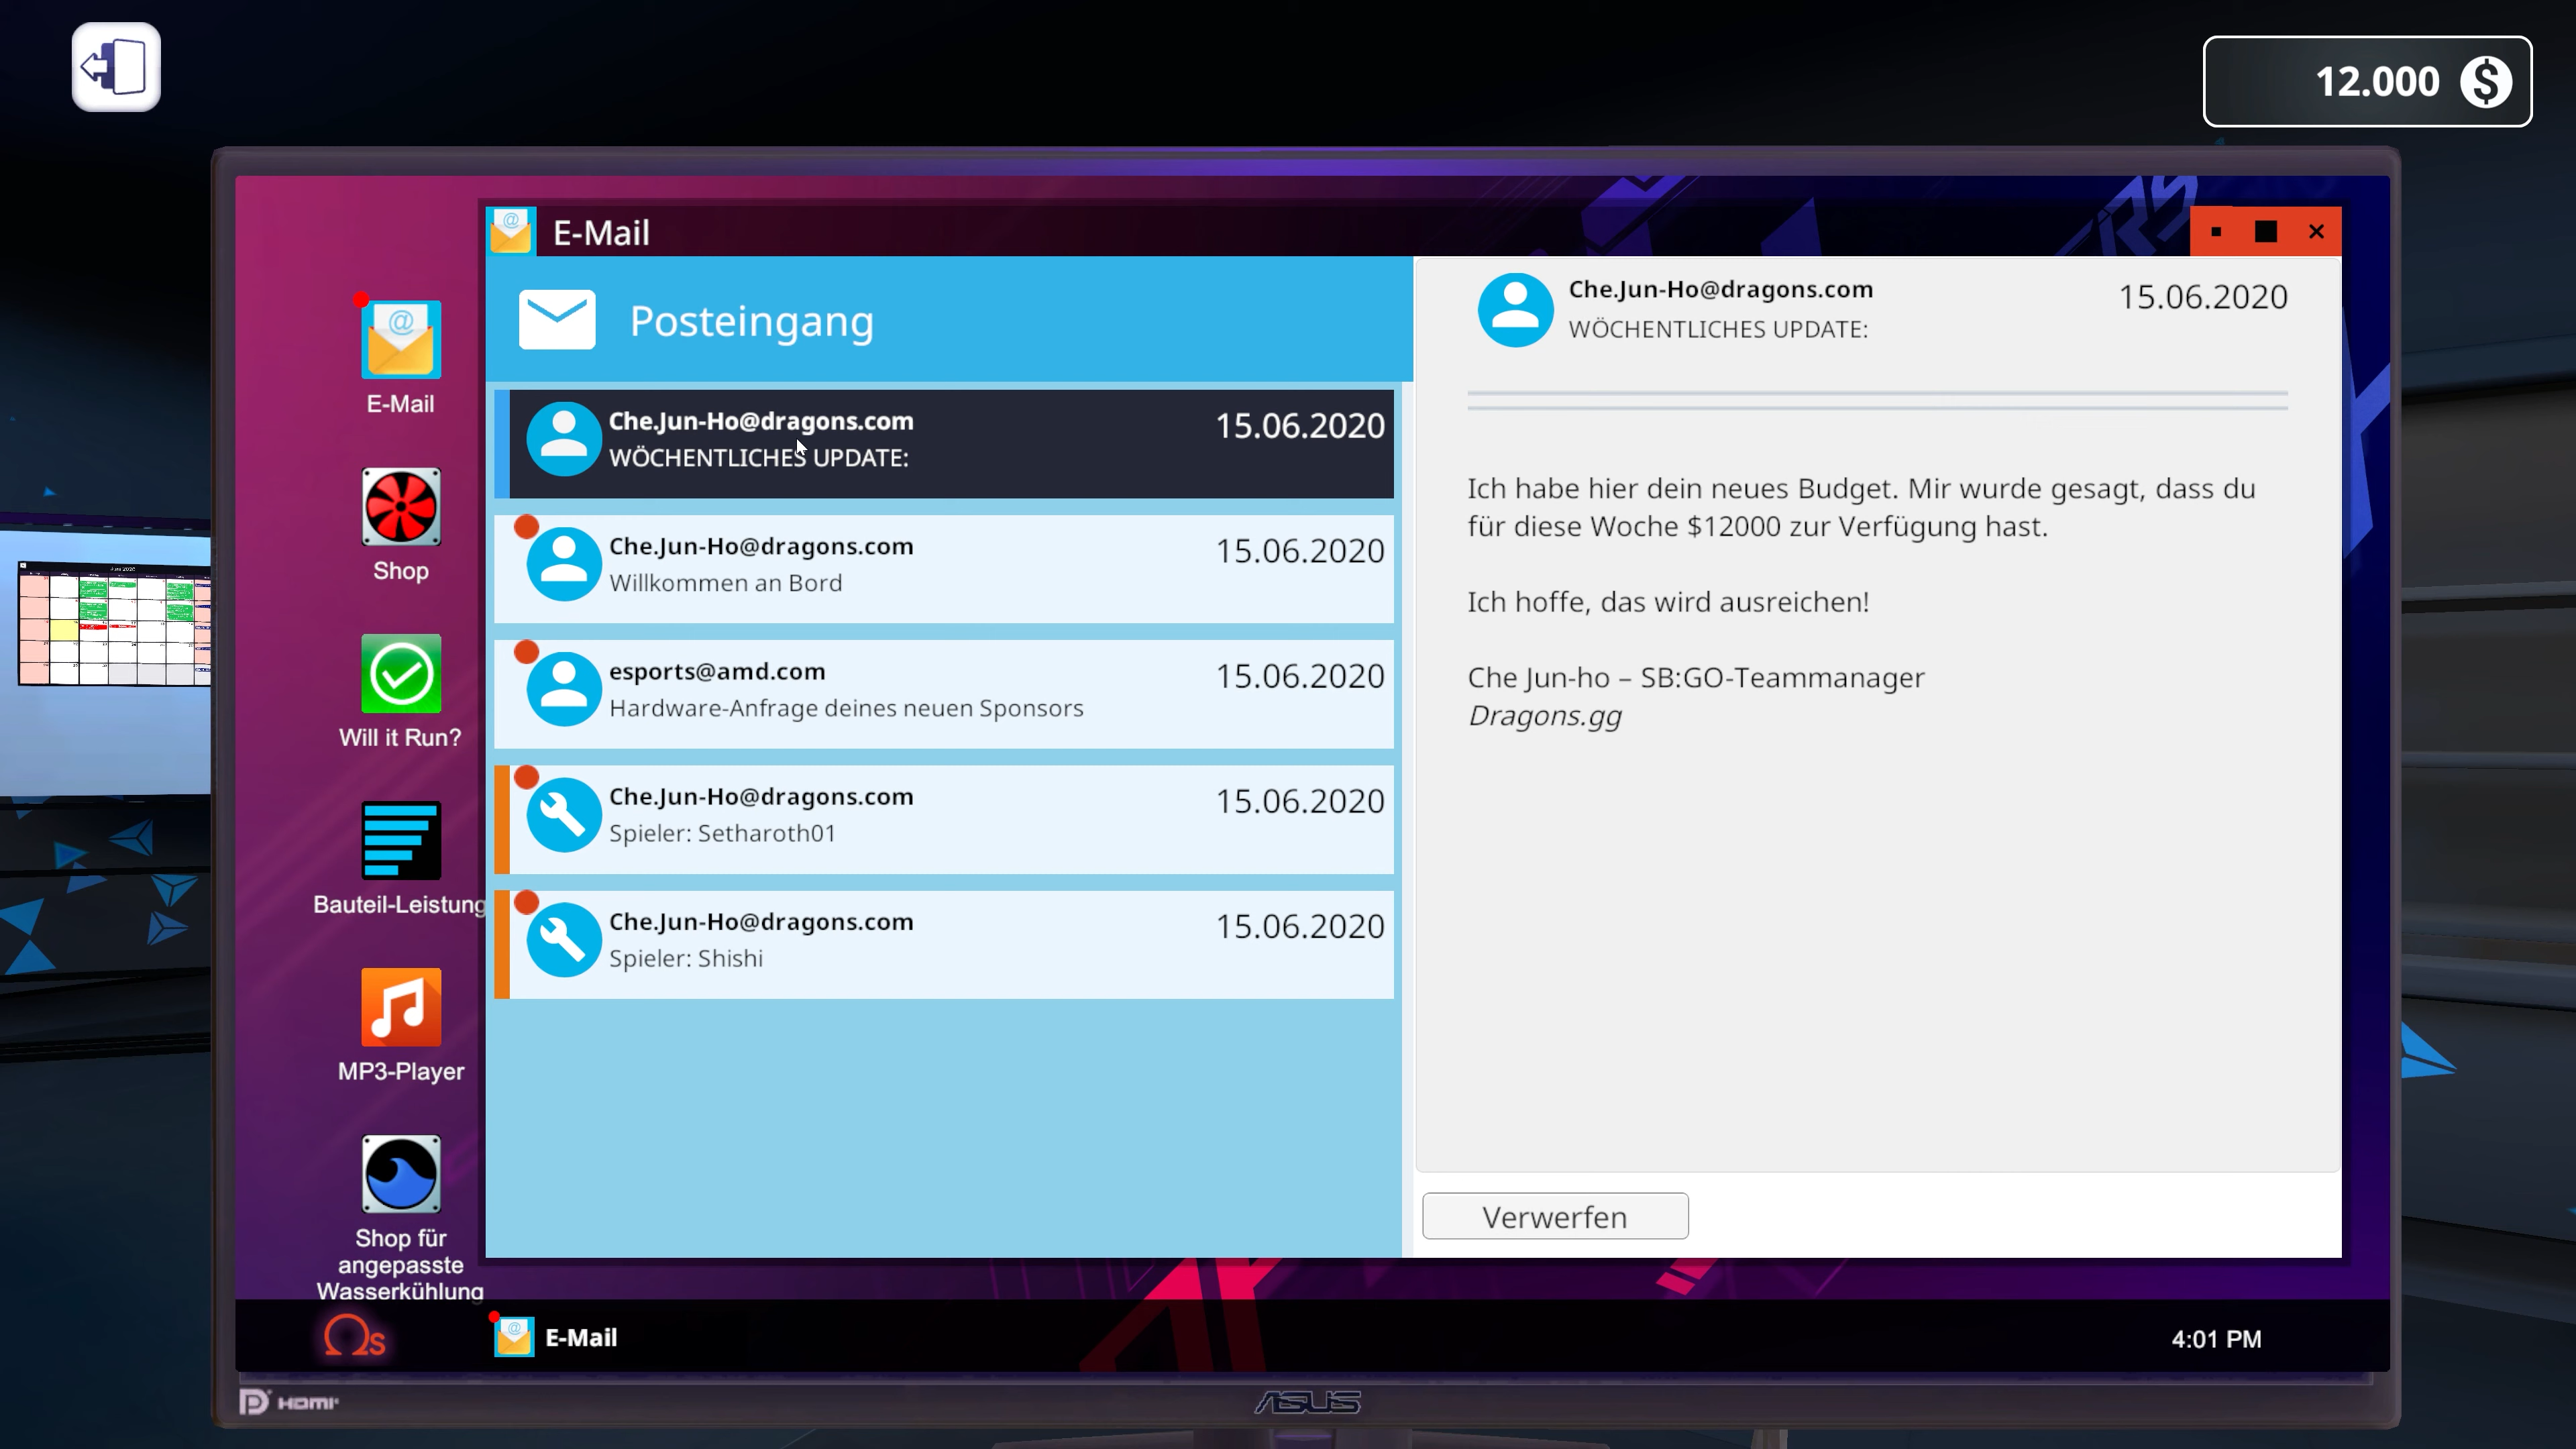 12.000
E-Mail
Posteingang
Che.Jun-Ho@dragons.com
15.06.2020
WÖCHENTLICHES UPDATE:
Che.Jun-Ho@dragons.com
15.06.2020
Willkommen an Bord
esports@amd.com
15.06.2020
Hardware-Anfrage deines neuen Sponsors
Che.Jun-Ho@dragons.com
15.06.2020
Spieler: Setharoth01
Che.Jun-Ho@dragons.com
15.06.2020
Spieler: Shishi
Che.Jun-Ho@dragons.com
15.06.2020
WÖCHENTLICHES UPDATE:
Ich habe hier dein neues Budget. Mir wurde gesagt, dass du
für diese Woche $12000 zur Verfügung hast.
Ich hoffe, das wird ausreichen!
Che Jun-ho – SB:GO-Teammanager
Dragons.gg
Verwerfen
E-Mail
Shop
Will it Run?
Bauteil-Leistung
MP3-Player
Shop für
angepasste
Wasserkühlung
Ωs
E-Mail
4:01 PM
HDMI
ASUS